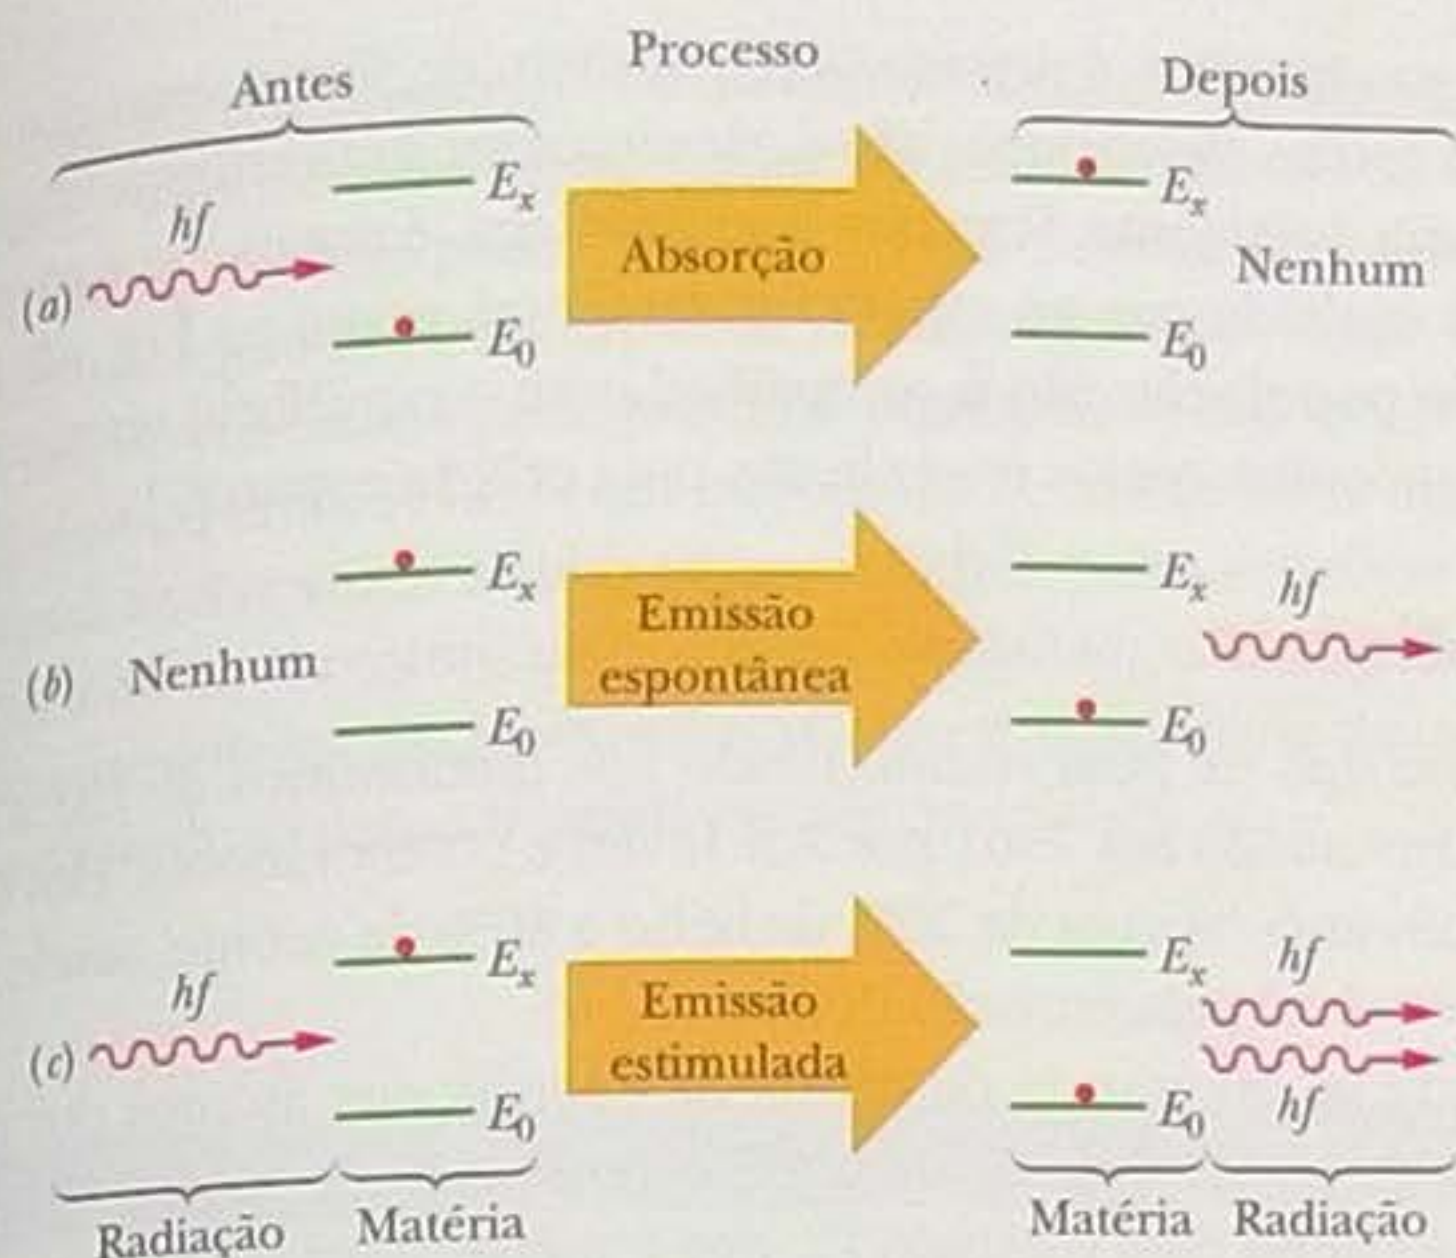 Processo
Antes
Depois
hf
E_x
E_0
(a)
Absorção
E_x
E_0
Nenhum
(b)
Nenhum
E_x
E_0
Emissão
espontânea
E_x
E_0
hf
(c)
hf
E_x
E_0
Emissão
estimulada
E_x
E_0
hf
hf
Radiação
Matéria
Matéria
Radiação